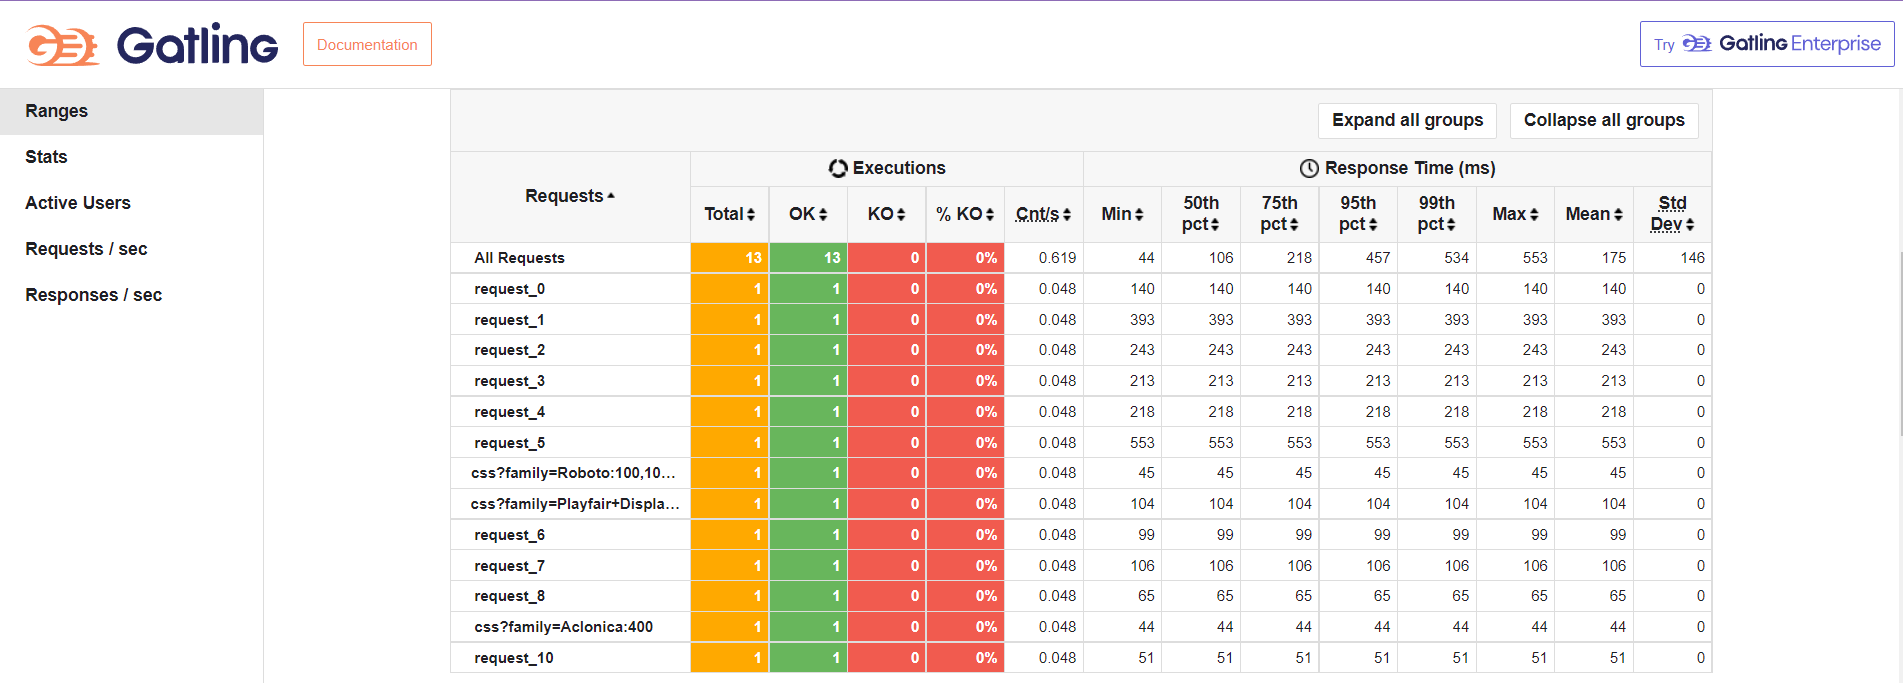 Gatling
Documentation
Try Gatling Enterprise
Ranges
Stats
Active Users
Requests / sec
Responses / sec
Expand all groups Collapse all groups
Requests Executions Response Time (ms)
Total OK KO % KO Cnt/s Min 50th pct 75th pct 95th pct 99th pct Max Mean Std Dev
All Requests 13 13 0 0% 0.619 44 106 218 457 534 553 175 146
request_0 1 1 0 0% 0.048 140 140 140 140 140 140 140 0
request_1 1 1 0 0% 0.048 393 393 393 393 393 393 393 0
request_2 1 1 0 0% 0.048 243 243 243 243 243 243 243 0
request_3 1 1 0 0% 0.048 213 213 213 213 213 213 213 0
request_4 1 1 0 0% 0.048 218 218 218 218 218 218 218 0
request_5 1 1 0 0% 0.048 553 553 553 553 553 553 553 0
css?family=Roboto:100,10... 1 1 0 0% 0.048 45 45 45 45 45 45 45 0
css?family=Playfair+Displa... 1 1 0 0% 0.048 104 104 104 104 104 104 104 0
request_6 1 1 0 0% 0.048 99 99 99 99 99 99 99 0
request_7 1 1 0 0% 0.048 106 106 106 106 106 106 106 0
request_8 1 1 0 0% 0.048 65 65 65 65 65 65 65 0
css?family=Aclonica:400 1 1 0 0% 0.048 44 44 44 44 44 44 44 0
request_10 1 1 0 0% 0.048 51 51 51 51 51 51 51 0